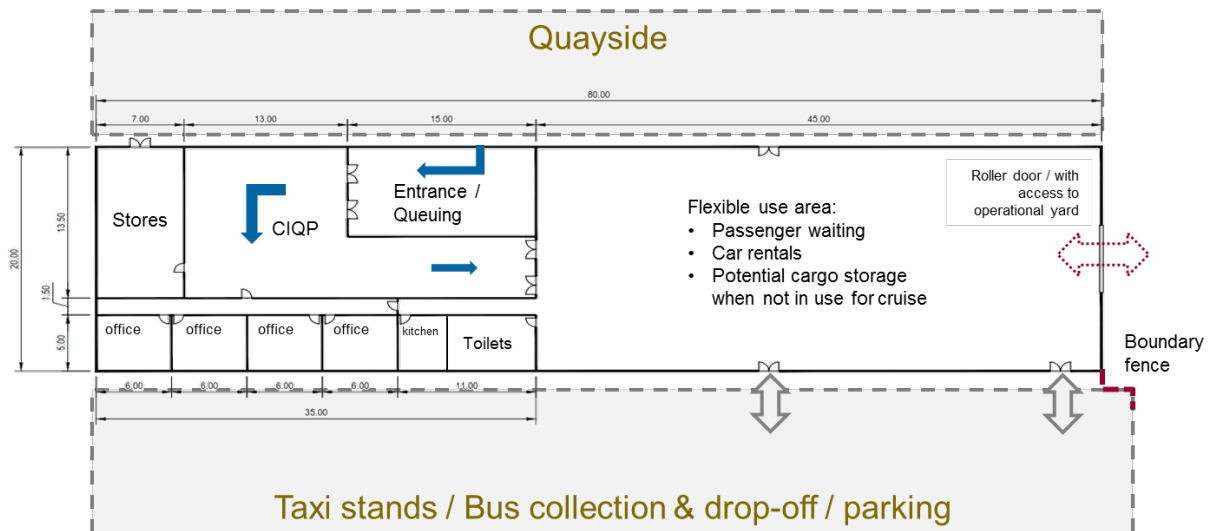 Quayside
80.00
7.00
13.00
15.00
45.00
Stores
CIQP
Entrance /
Queuing
Flexible use area:
• Passenger waiting
• Car rentals
• Potential cargo storage
when not in use for cruise
Roller door / with
access to
operational yard
20.00
13.50
1.50
5.00
office
office
office
office
kitchen
Toilets
Boundary
fence
6.00
6.00
6.00
6.00
11.00
35.00
Taxi stands / Bus collection & drop-off / parking